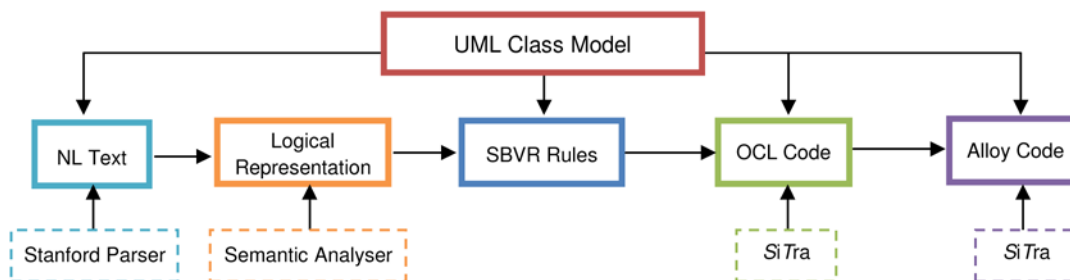 UML Class Model
NL Text
Logical
Representation
SBVR Rules
OCL Code
Alloy Code
Stanford Parser
Semantic Analyser
SiTra
SiTra